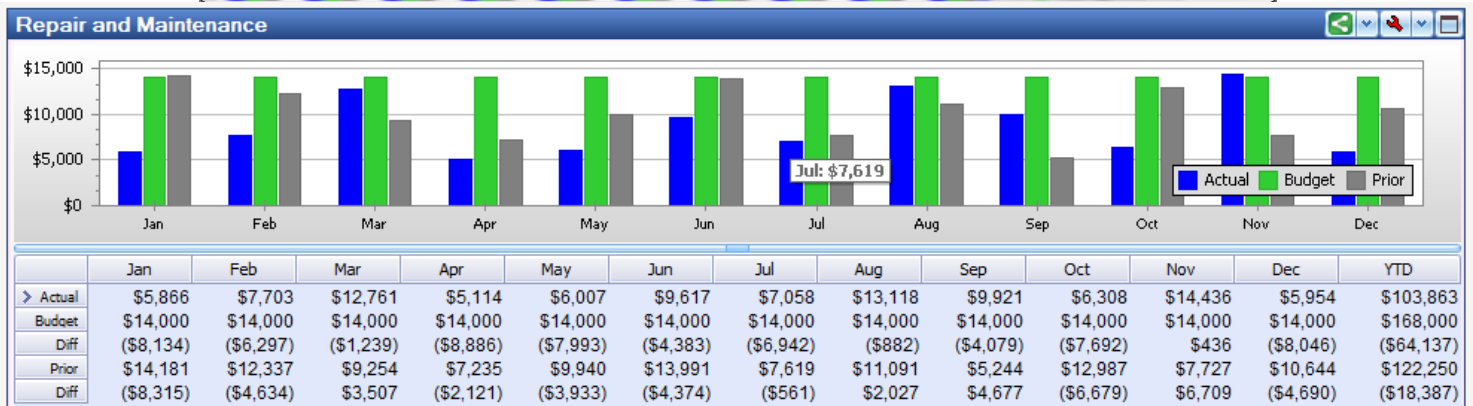 Repair and Maintenance
$15,000
$10,000
$5,000
$0
Jul: $7,619
Actual Budget Prior
Jan Feb Mar Apr May Jun Jul Aug Sep Oct Nov Dec
Jan Feb Mar Apr May Jun Jul Aug Sep Oct Nov Dec YTD
> Actual $5,866 $7,703 $12,761 $5,114 $6,007 $9,617 $7,058 $13,118 $9,921 $6,308 $14,436 $5,954 $103,863
Budget $14,000 $14,000 $14,000 $14,000 $14,000 $14,000 $14,000 $14,000 $14,000 $14,000 $14,000 $14,000 $168,000
Diff ($8,134) ($6,297) ($1,239) ($8,886) ($7,993) ($4,383) ($6,942) ($882) ($4,079) ($7,692) $436 ($8,046) ($64,137)
Prior $14,181 $12,337 $9,254 $7,235 $9,940 $13,991 $7,619 $11,091 $5,244 $12,987 $7,727 $10,644 $122,250
Diff ($8,315) ($4,634) $3,507 ($2,121) ($3,933) ($4,374) ($561) $2,027 $4,677 ($6,679) $6,709 ($4,690) ($18,387)